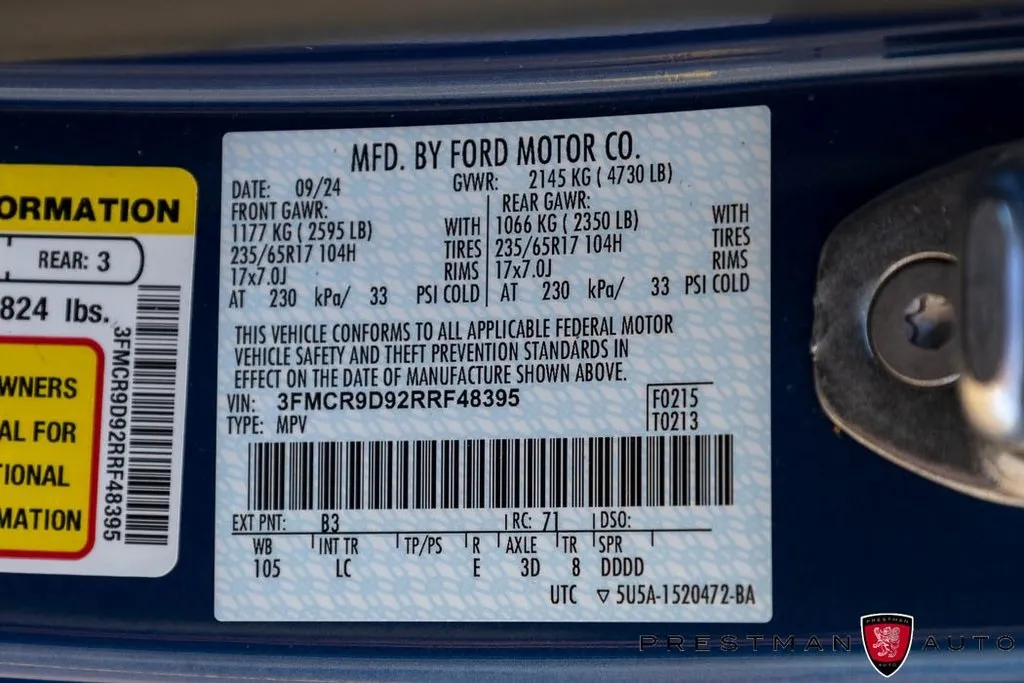 ORMATION
REAR: 3
824 lbs.
WNERS
AL FOR
TIONAL
MATION
3FMCR9D92RRF48395
MFD. BY FORD MOTOR CO.
DATE: 09/24 GVWR: 2145 KG ( 4730 LB)
FRONT GAWR: REAR GAWR:
1177 KG ( 2595 LB) WITH 1066 KG ( 2350 LB) WITH
235/65R17 104H TIRES 235/65R17 104H TIRES
17x7.0J RIMS 17x7.0J RIMS
AT 230 kPa/ 33 PSI COLD AT 230 kPa/ 33 PSI COLD
THIS VEHICLE CONFORMS TO ALL APPLICABLE FEDERAL MOTOR
VEHICLE SAFETY AND THEFT PREVENTION STANDARDS IN
EFFECT ON THE DATE OF MANUFACTURE SHOWN ABOVE.
VIN: 3FMCR9D92RRF48395 F0215
TYPE: MPV T0213
EXT PNT: B3 RC: 71 DSO:
WB INT TR TP/PS R AXLE TR SPR
105 LC E 3D 8 DDDD
UTC ▽ 5U5A-1520472-BA
PRESTMAN AUTO
PRESTMAN
AUTO